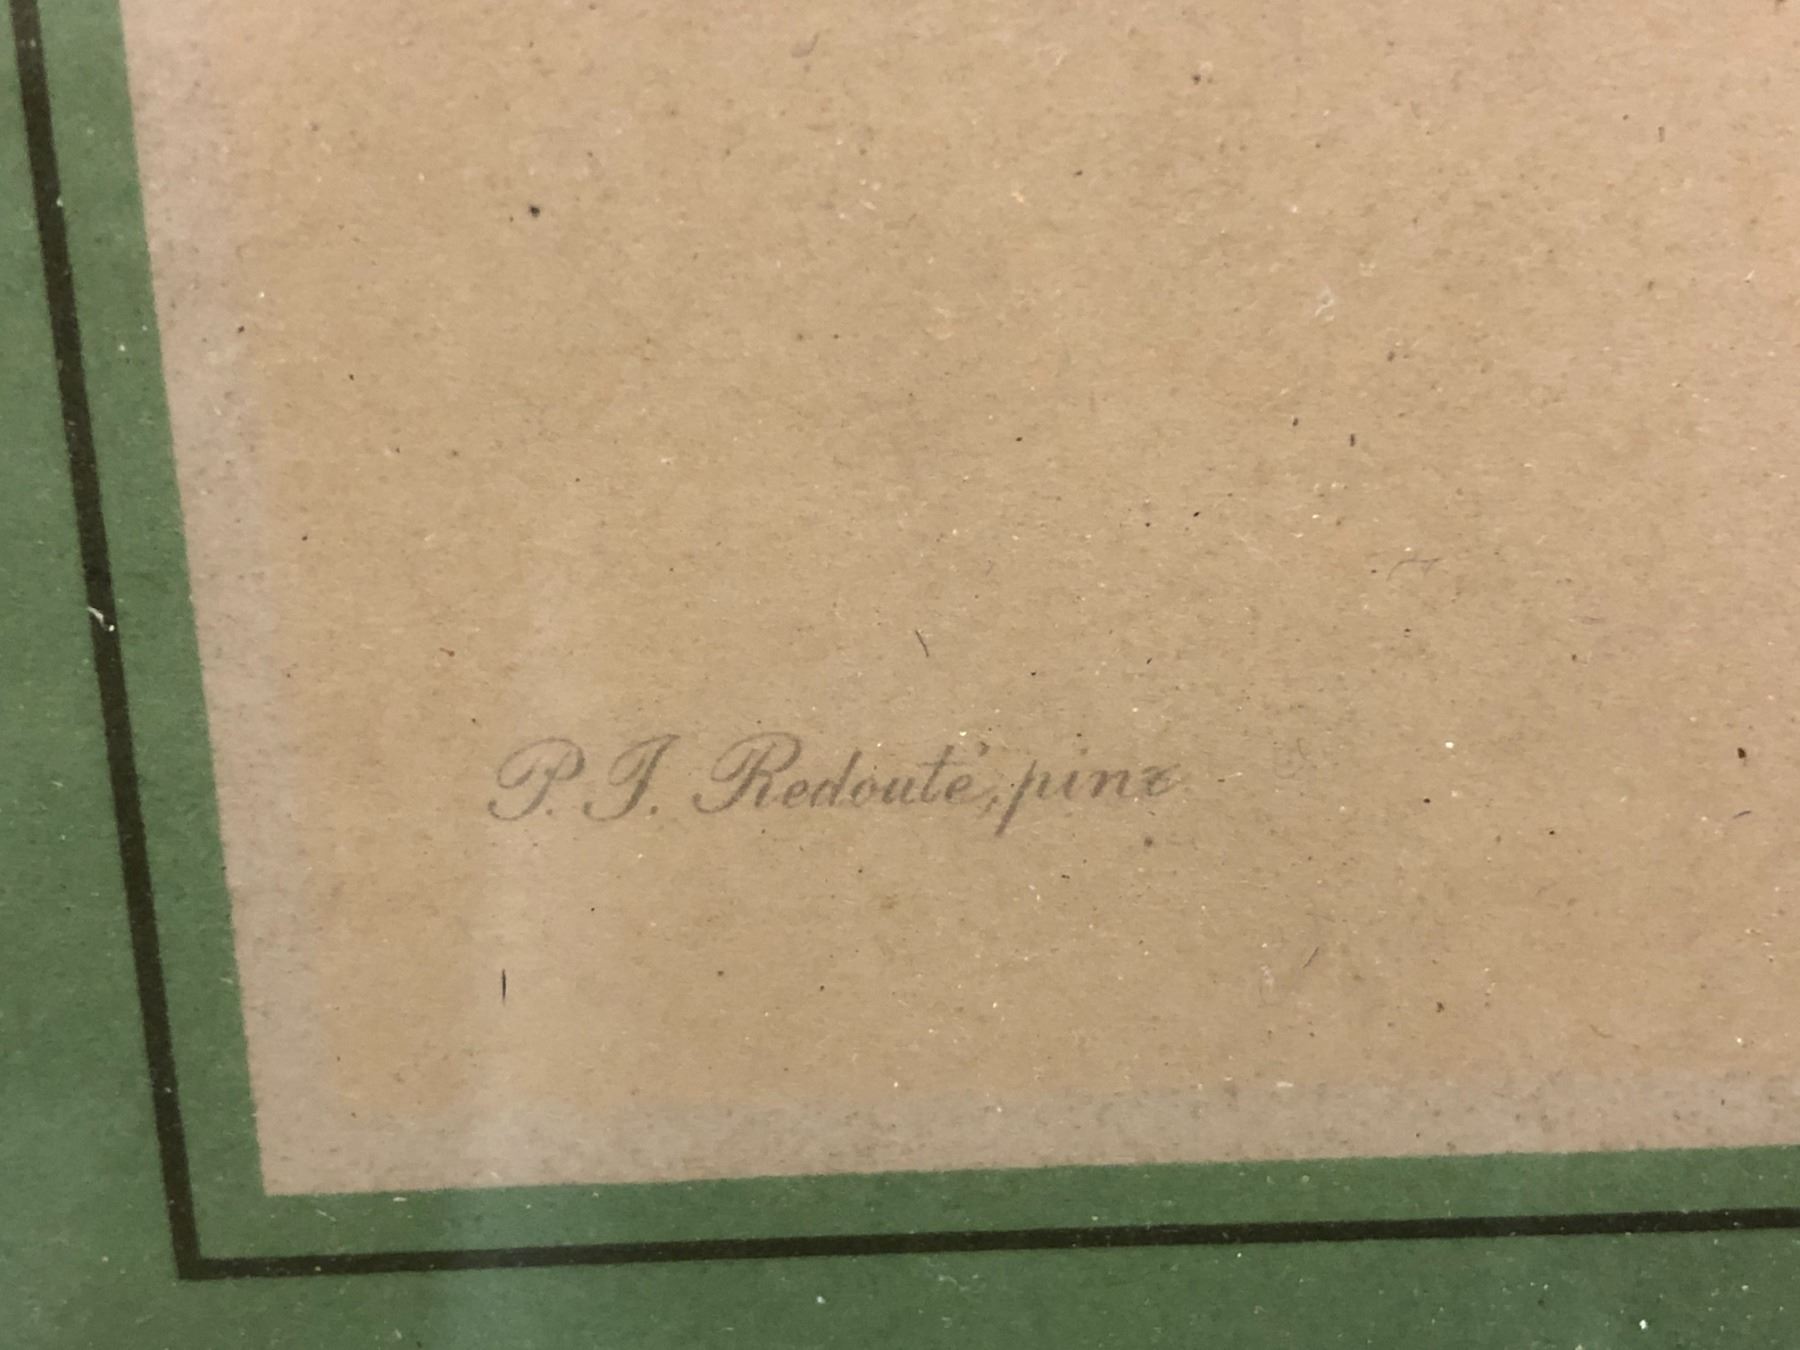 P. J. Redouté, pinx